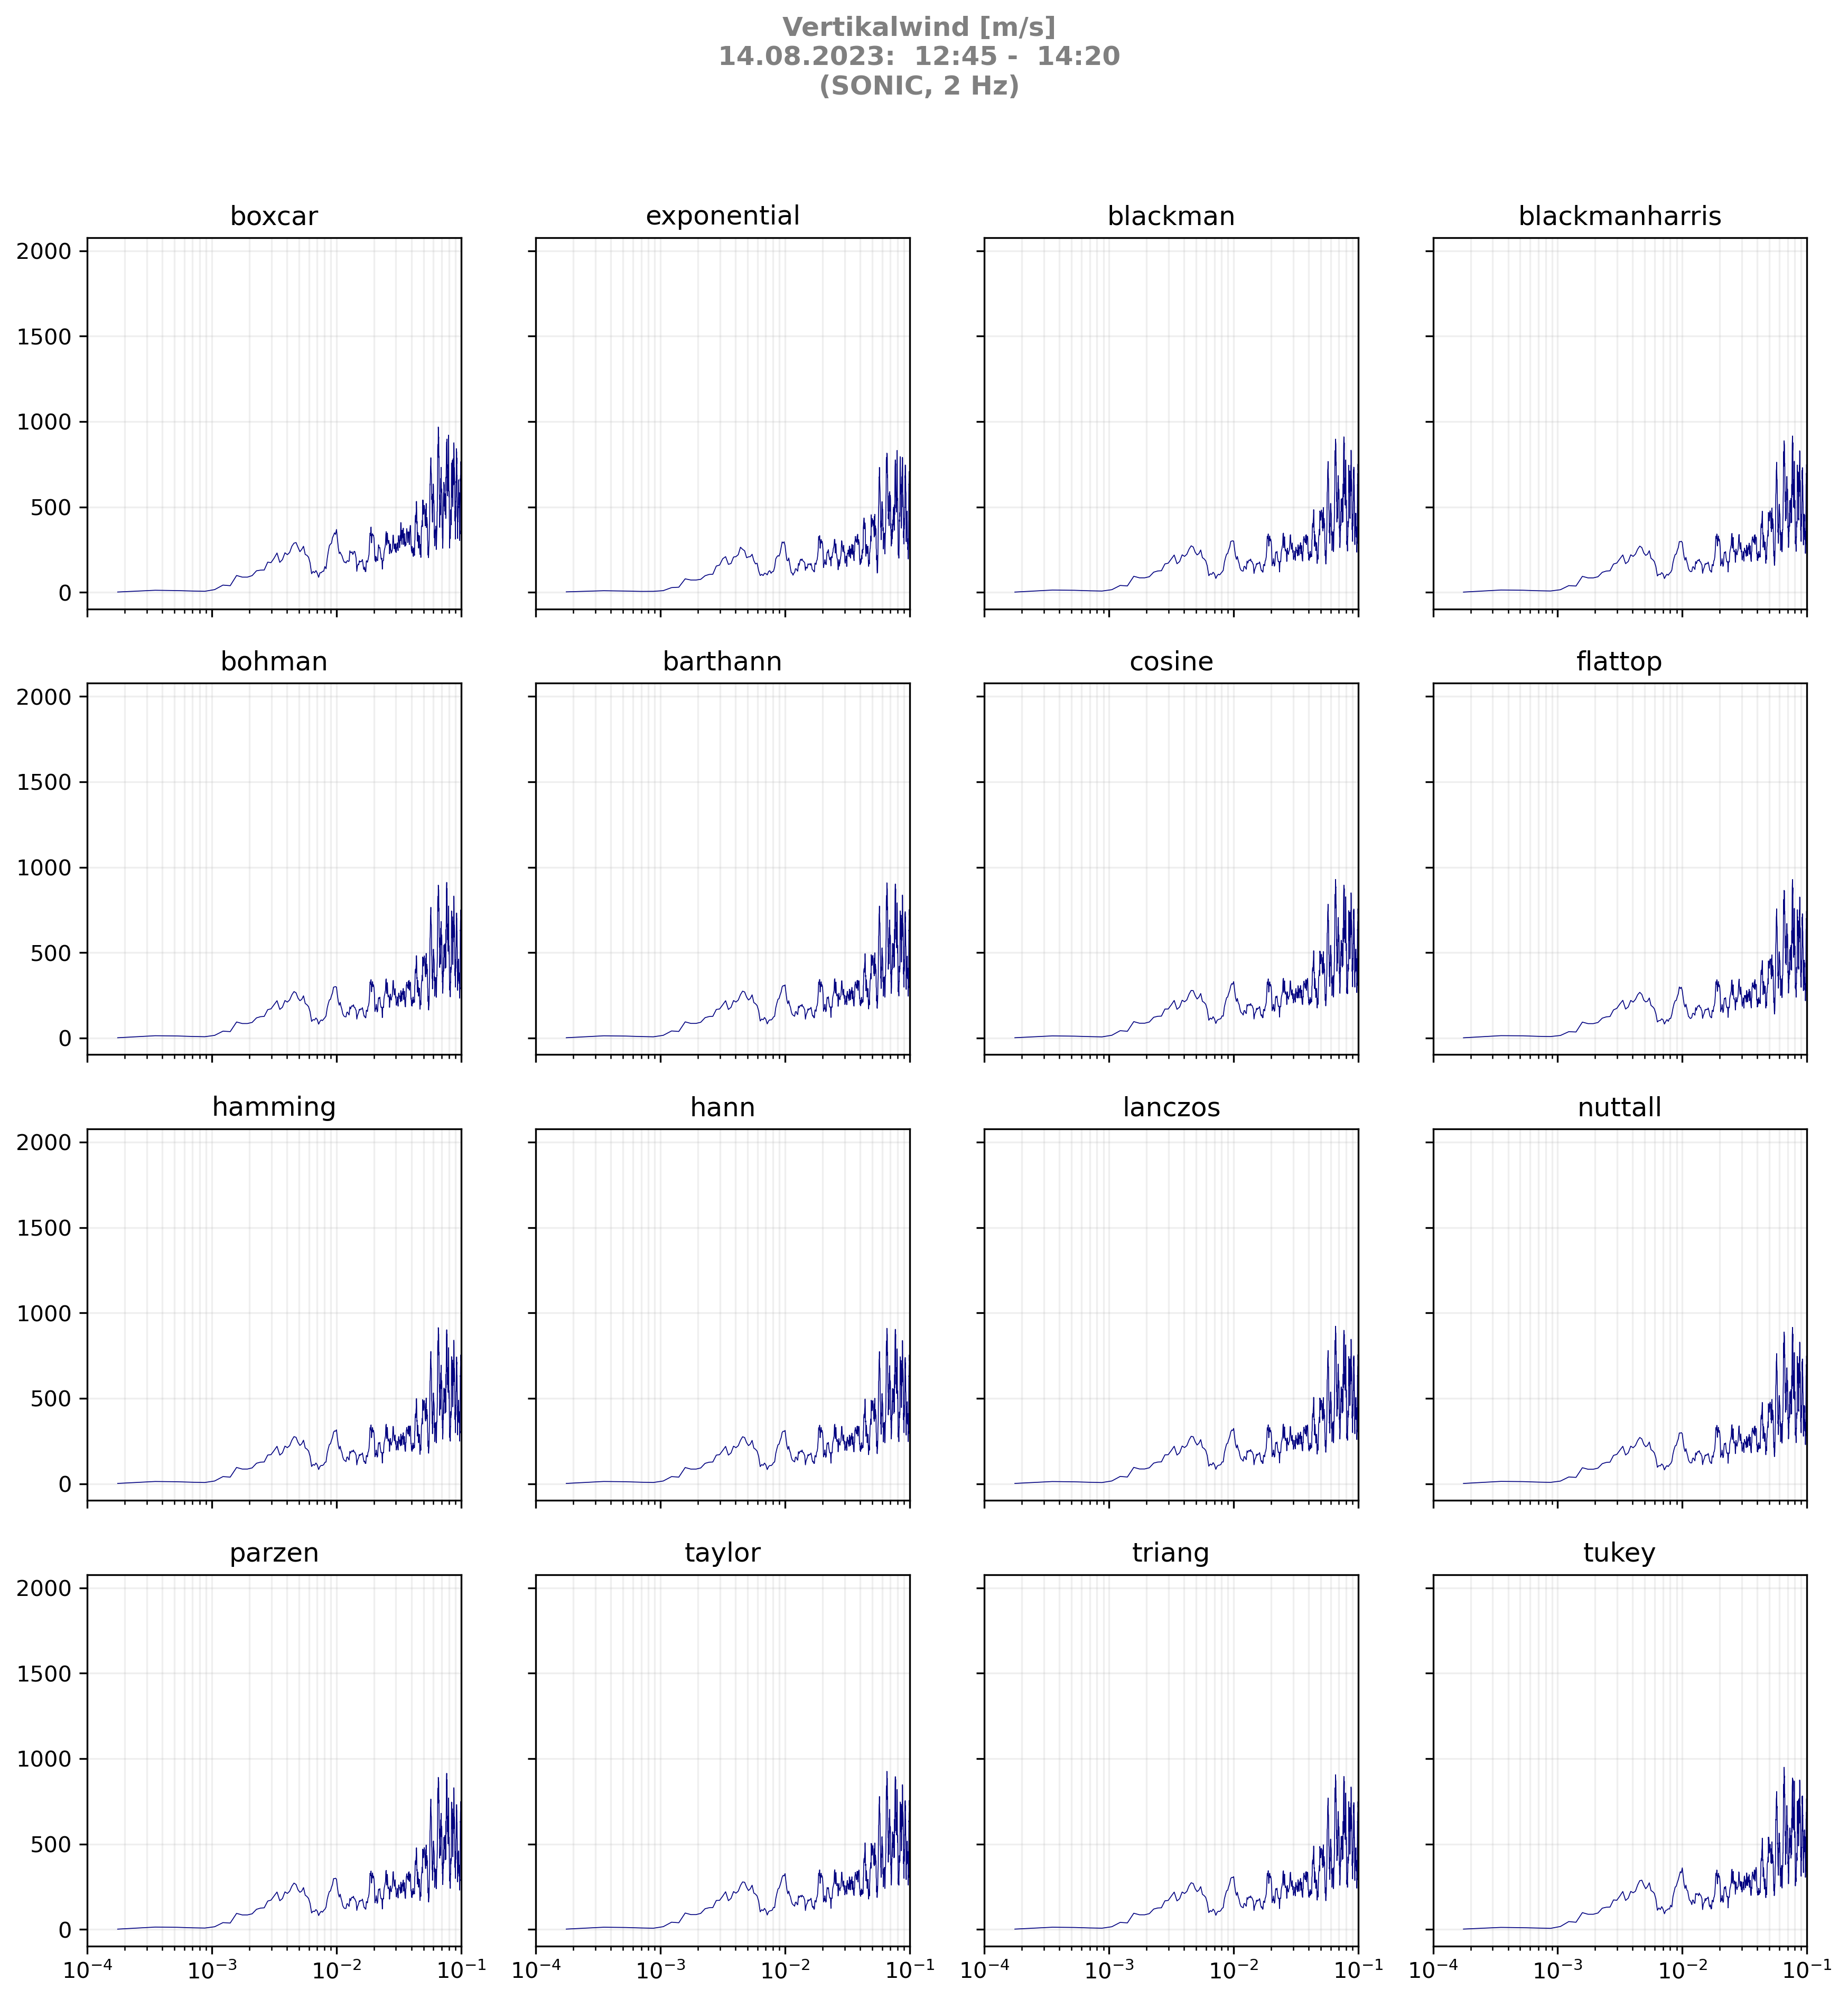 Vertikalwind [m/s]
14.08.2023:  12:45 -  14:20
(SONIC, 2 Hz)
boxcar exponential blackman blackmanharris
2000
1500
1000
500
0
bohman barthann cosine flattop
2000
1500
1000
500
0
hamming hann lanczos nuttall
2000
1500
1000
500
0
parzen taylor triang tukey
2000
1500
1000
500
0
10⁻⁴ 10⁻³ 10⁻² 10⁻¹ 10⁻⁴ 10⁻³ 10⁻² 10⁻¹ 10⁻⁴ 10⁻³ 10⁻² 10⁻¹ 10⁻⁴ 10⁻³ 10⁻² 10⁻¹